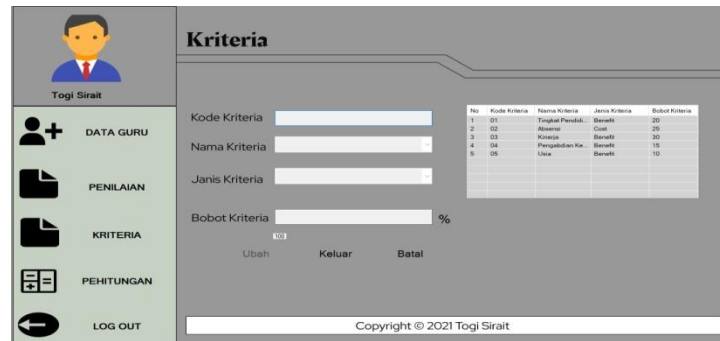 Togi Sirait
DATA GURU
PENILAIAN
KRITERIA
PEHITUNGAN
LOG OUT
Kriteria
Kode Kriteria
Nama Kriteria
Janis Kriteria
Bobot Kriteria %
100
Ubah Keluar Batal
No Kode Kriteria Nama Kriteria Jenis Kriteria Bobot Kriteria
1 01 Tingkat Pendidi... Benefit 20
2 02 Absensi Cost 25
3 03 Kinerja Benefit 30
4 04 Pengabdian Ke... Benefit 15
5 05 Usia Benefit 10
Copyright © 2021 Togi Sirait